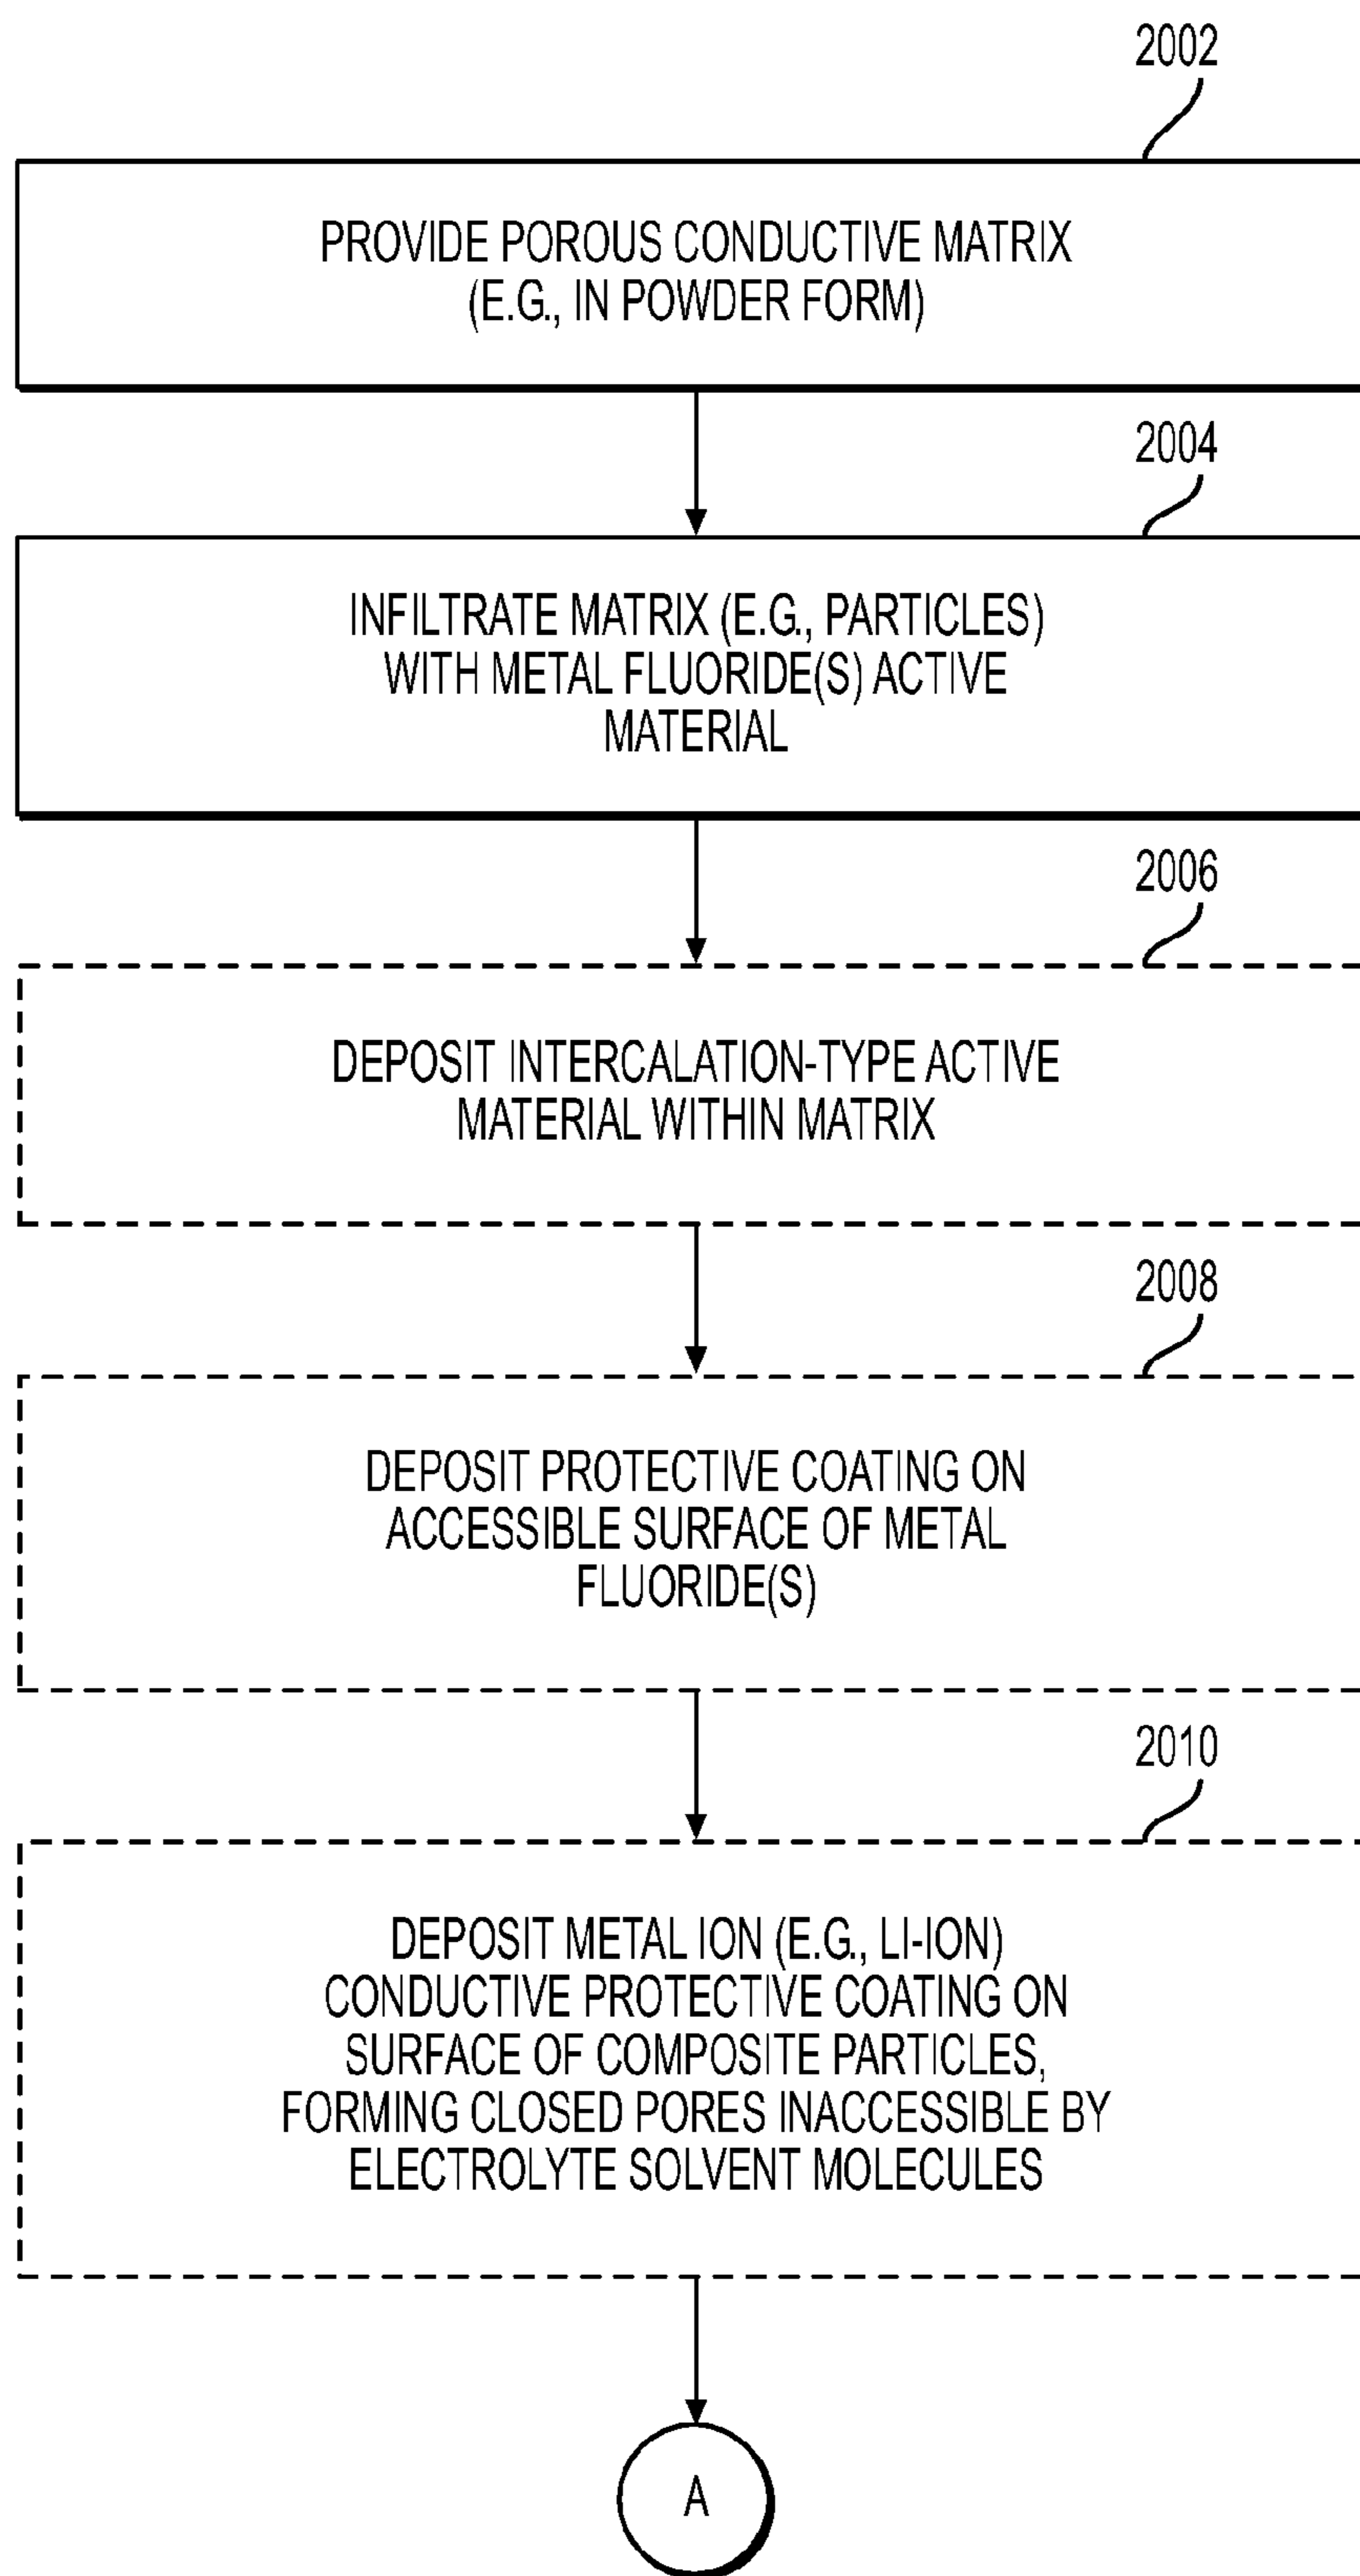 2002
PROVIDE POROUS CONDUCTIVE MATRIX
(E.G., IN POWDER FORM)
2004
INFILTRATE MATRIX (E.G., PARTICLES)
WITH METAL FLUORIDE(S) ACTIVE
MATERIAL
2006
DEPOSIT INTERCALATION-TYPE ACTIVE
MATERIAL WITHIN MATRIX
2008
DEPOSIT PROTECTIVE COATING ON
ACCESSIBLE SURFACE OF METAL
FLUORIDE(S)
2010
DEPOSIT METAL ION (E.G., LI-ION)
CONDUCTIVE PROTECTIVE COATING ON
SURFACE OF COMPOSITE PARTICLES,
FORMING CLOSED PORES INACCESSIBLE BY
ELECTROLYTE SOLVENT MOLECULES
A